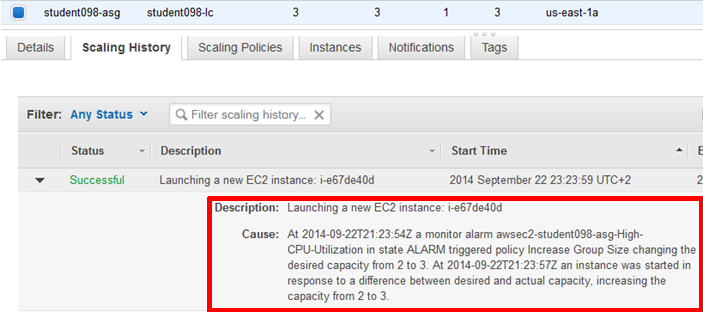 student098-asg student098-lc 3 3 1 3 us-east-1a
Details Scaling History Scaling Policies Instances Notifications Tags
Filter: Any Status Filter scaling history...
Status Description Start Time E
Successful Launching a new EC2 instance: i-e67de40d 2014 September 22 23:23:59 UTC+2 2
Description: Launching a new EC2 instance: i-e67de40d
Cause: At 2014-09-22T21:23:54Z a monitor alarm awsec2-student098-asg-High-
CPU-Utilization in state ALARM triggered policy Increase Group Size changing the
desired capacity from 2 to 3. At 2014-09-22T21:23:57Z an instance was started in
response to a difference between desired and actual capacity, increasing the
capacity from 2 to 3.